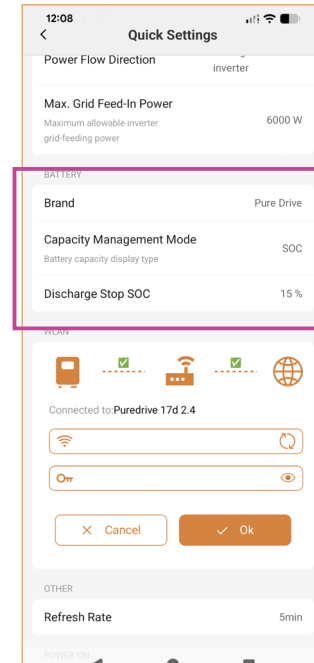 12:08
Quick Settings
Power Flow Direction
inverter
Max. Grid Feed-In Power
Maximum allowable inverter
grid-feeding power
6000 W
BATTERY
Brand
Pure Drive
Capacity Management Mode
Battery capacity display type
SOC
Discharge Stop SOC
15 %
WLAN
Connected to:Puredrive 17d 2.4
Cancel
Ok
OTHER
Refresh Rate
5min
POWER ON